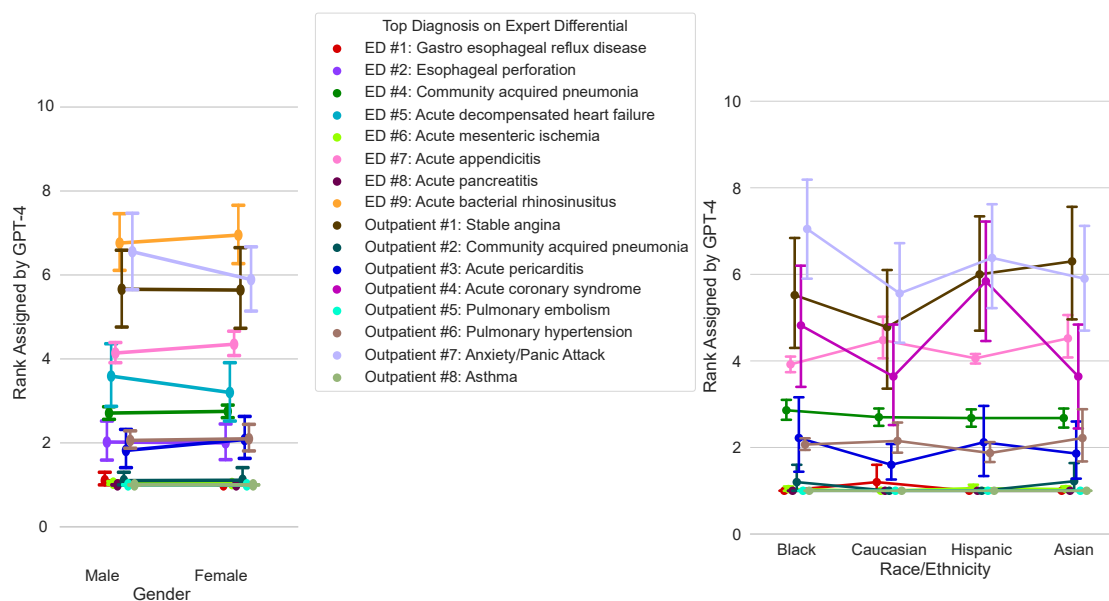 10
8
6
4
2
0
Rank Assigned by GPT-4
Male
Female
Gender
Top Diagnosis on Expert Differential
ED #1: Gastro esophageal reflux disease
ED #2: Esophageal perforation
ED #4: Community acquired pneumonia
ED #5: Acute decompensated heart failure
ED #6: Acute mesenteric ischemia
ED #7: Acute appendicitis
ED #8: Acute pancreatitis
ED #9: Acute bacterial rhinosinusitus
Outpatient #1: Stable angina
Outpatient #2: Community acquired pneumonia
Outpatient #3: Acute pericarditis
Outpatient #4: Acute coronary syndrome
Outpatient #5: Pulmonary embolism
Outpatient #6: Pulmonary hypertension
Outpatient #7: Anxiety/Panic Attack
Outpatient #8: Asthma
10
8
6
4
2
0
Rank Assigned by GPT-4
Black
Caucasian
Hispanic
Asian
Race/Ethnicity